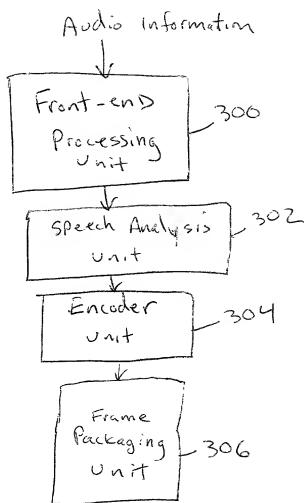 Audio Information
Front-end
Processing
unit
300
Speech Analysis
unit
302
Encoder
unit
304
Frame
Packaging
Unit
306